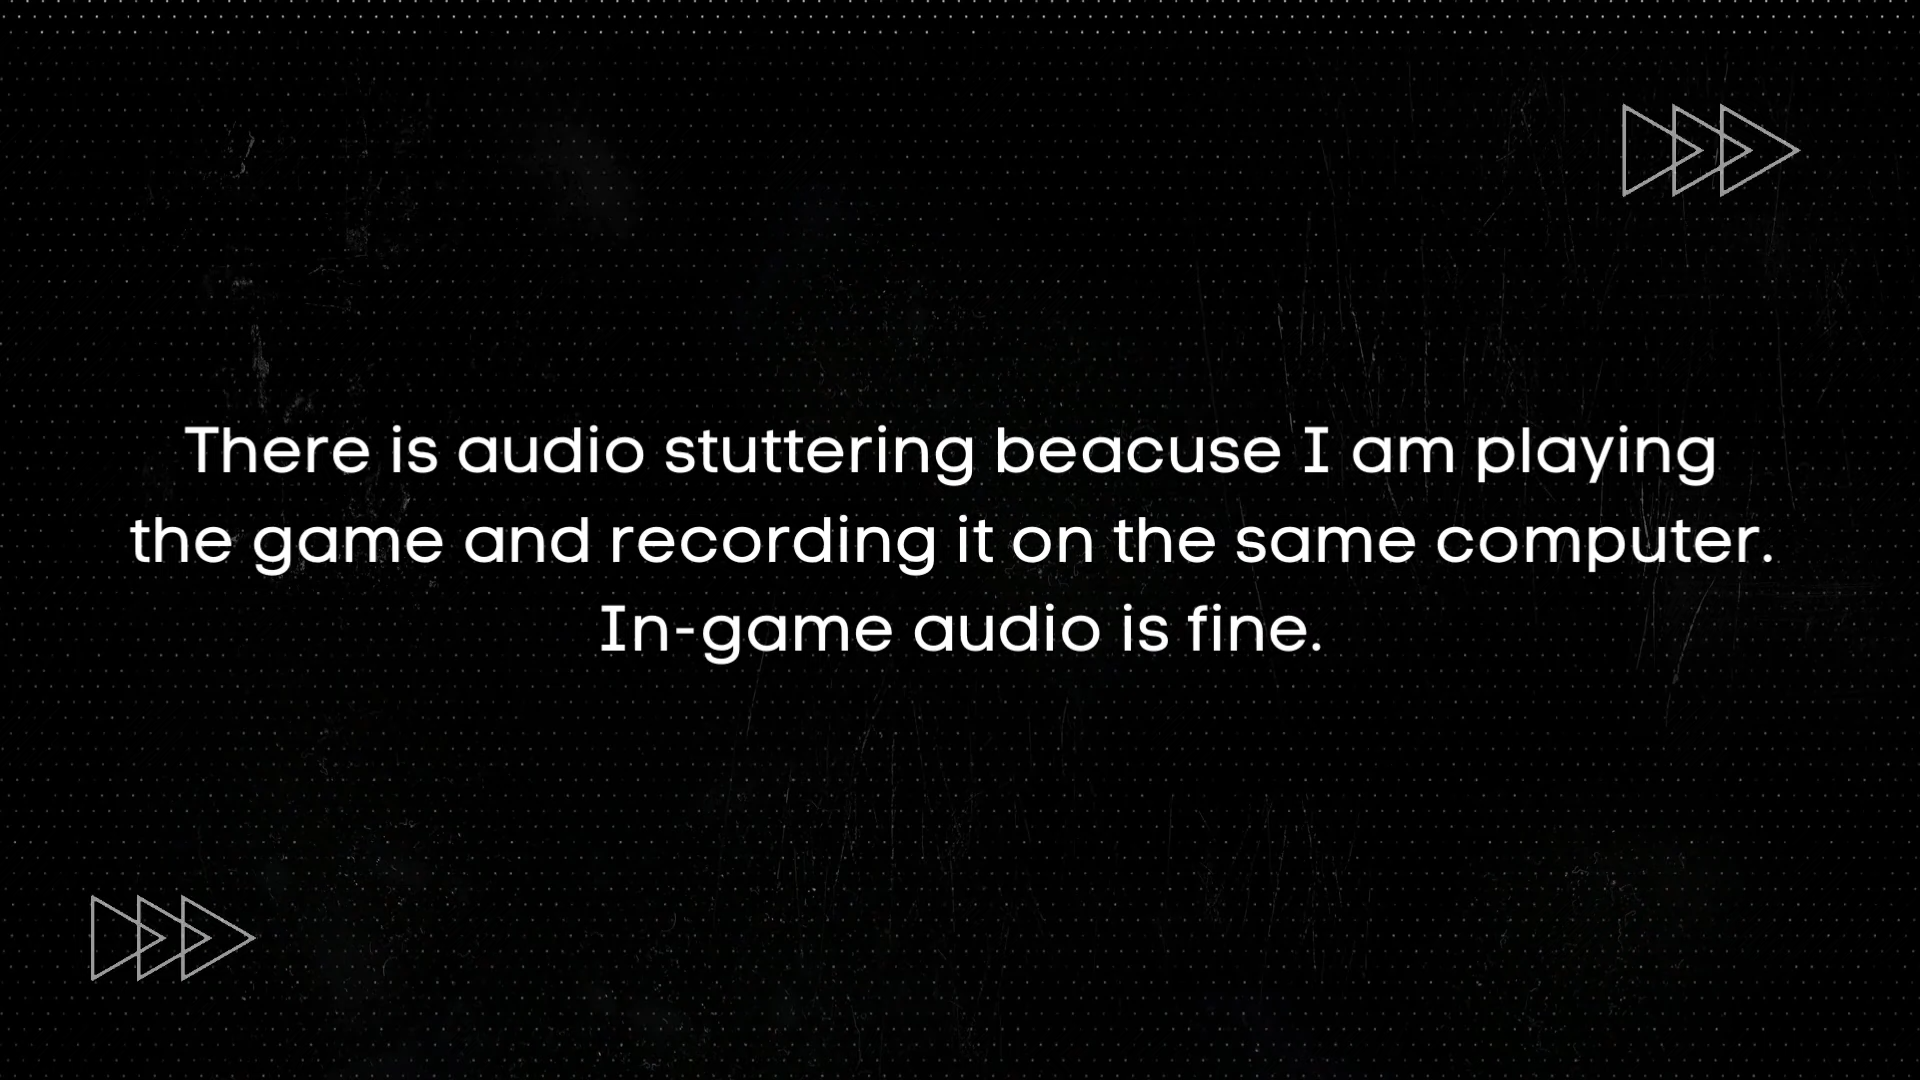 There is audio stuttering beacuse I am playing
the game and recording it on the same computer.
In-game audio is fine.